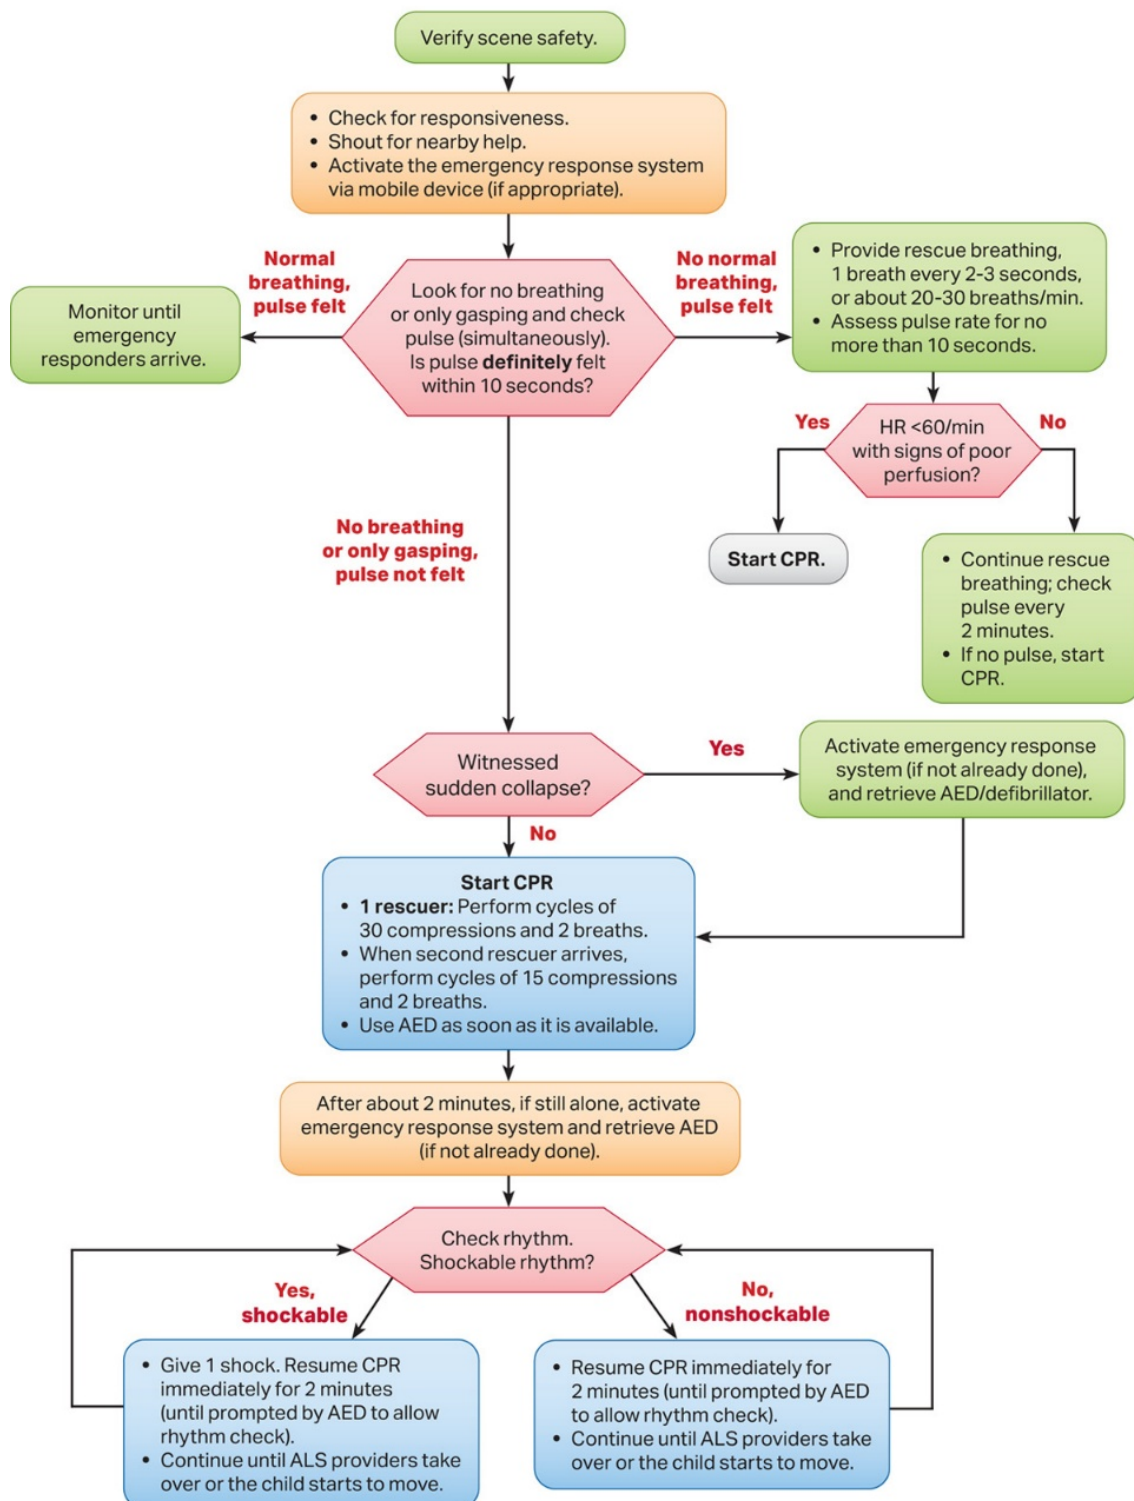 Verify scene safety.
• Check for responsiveness.
• Shout for nearby help.
• Activate the emergency response system
via mobile device (if appropriate).
Normal
breathing,
pulse felt
No normal
breathing,
pulse felt
Monitor until
emergency
responders arrive.
Look for no breathing
or only gasping and check
pulse (simultaneously).
Is pulse definitely felt
within 10 seconds?
• Provide rescue breathing,
1 breath every 2-3 seconds,
or about 20-30 breaths/min.
• Assess pulse rate for no
more than 10 seconds.
Yes
HR <60/min
with signs of poor
perfusion?
No
No breathing
or only gasping,
pulse not felt
Start CPR.
• Continue rescue
breathing; check
pulse every
2 minutes.
• If no pulse, start
CPR.
Witnessed
sudden collapse?
Yes
Activate emergency response
system (if not already done),
and retrieve AED/defibrillator.
No
Start CPR
• 1 rescuer: Perform cycles of
30 compressions and 2 breaths.
• When second rescuer arrives,
perform cycles of 15 compressions
and 2 breaths.
• Use AED as soon as it is available.
After about 2 minutes, if still alone, activate
emergency response system and retrieve AED
(if not already done).
Check rhythm.
Shockable rhythm?
Yes,
shockable
No,
nonshockable
• Give 1 shock. Resume CPR
immediately for 2 minutes
(until prompted by AED to allow
rhythm check).
• Continue until ALS providers take
over or the child starts to move.
• Resume CPR immediately for
2 minutes (until prompted by AED
to allow rhythm check).
• Continue until ALS providers take
over or the child starts to move.